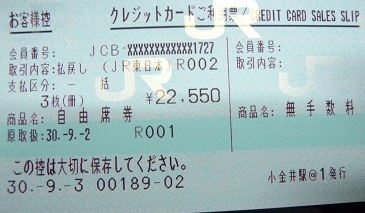 お客様控 クレジットカードご利用票/CREDIT CARD SALES SLIP
会員番号: JCB-XXXXXXXXXXXX1727 会員番号:
取引内容:払戻し (JR東日本) R002 取引内容:
支払区分: 一括
3枚(冊) ¥22,550
商品名:自由席券 商品名:無手数料
原取扱:30.-9.-2 R001
この控は大切に保存してください。
30.-9.-3 00189-02 小金井駅@1発行
JR
JR